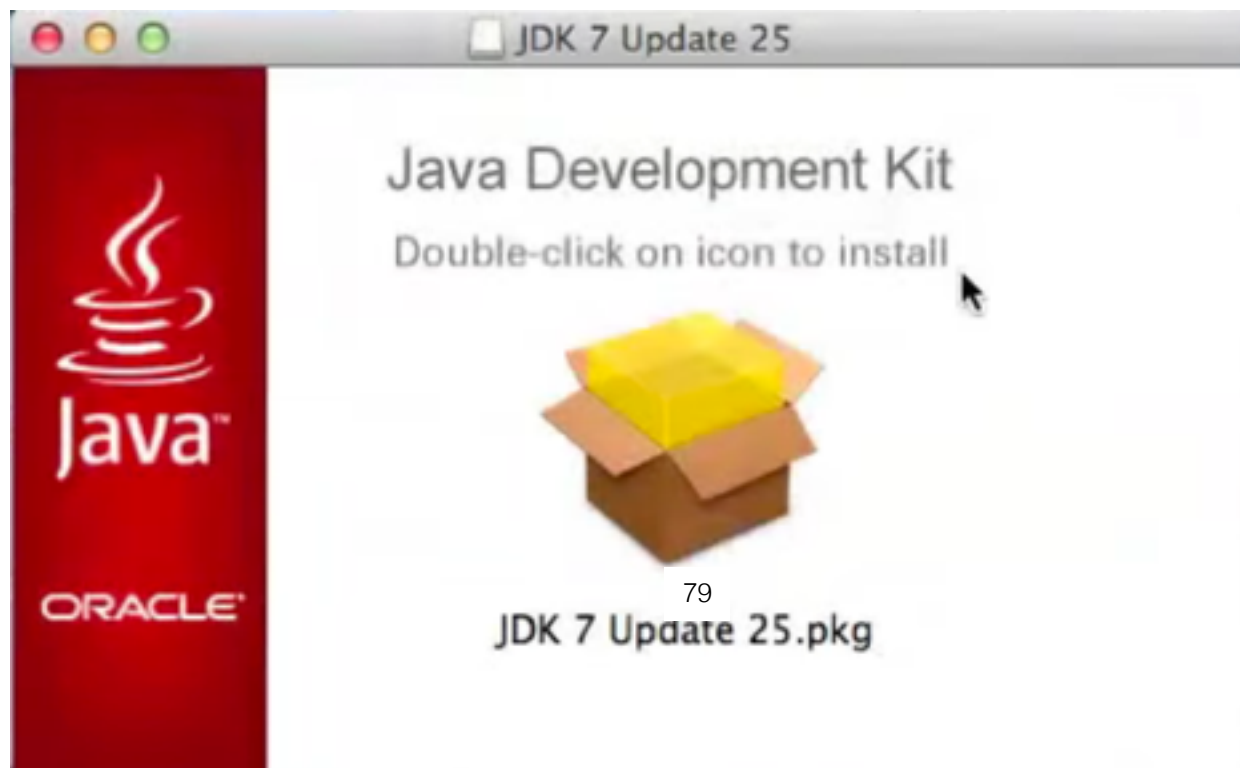 JDK 7 Update 25
Java Development Kit
Double-click on icon to install
Java™
ORACLE®
79
JDK 7 Update 25.pkg